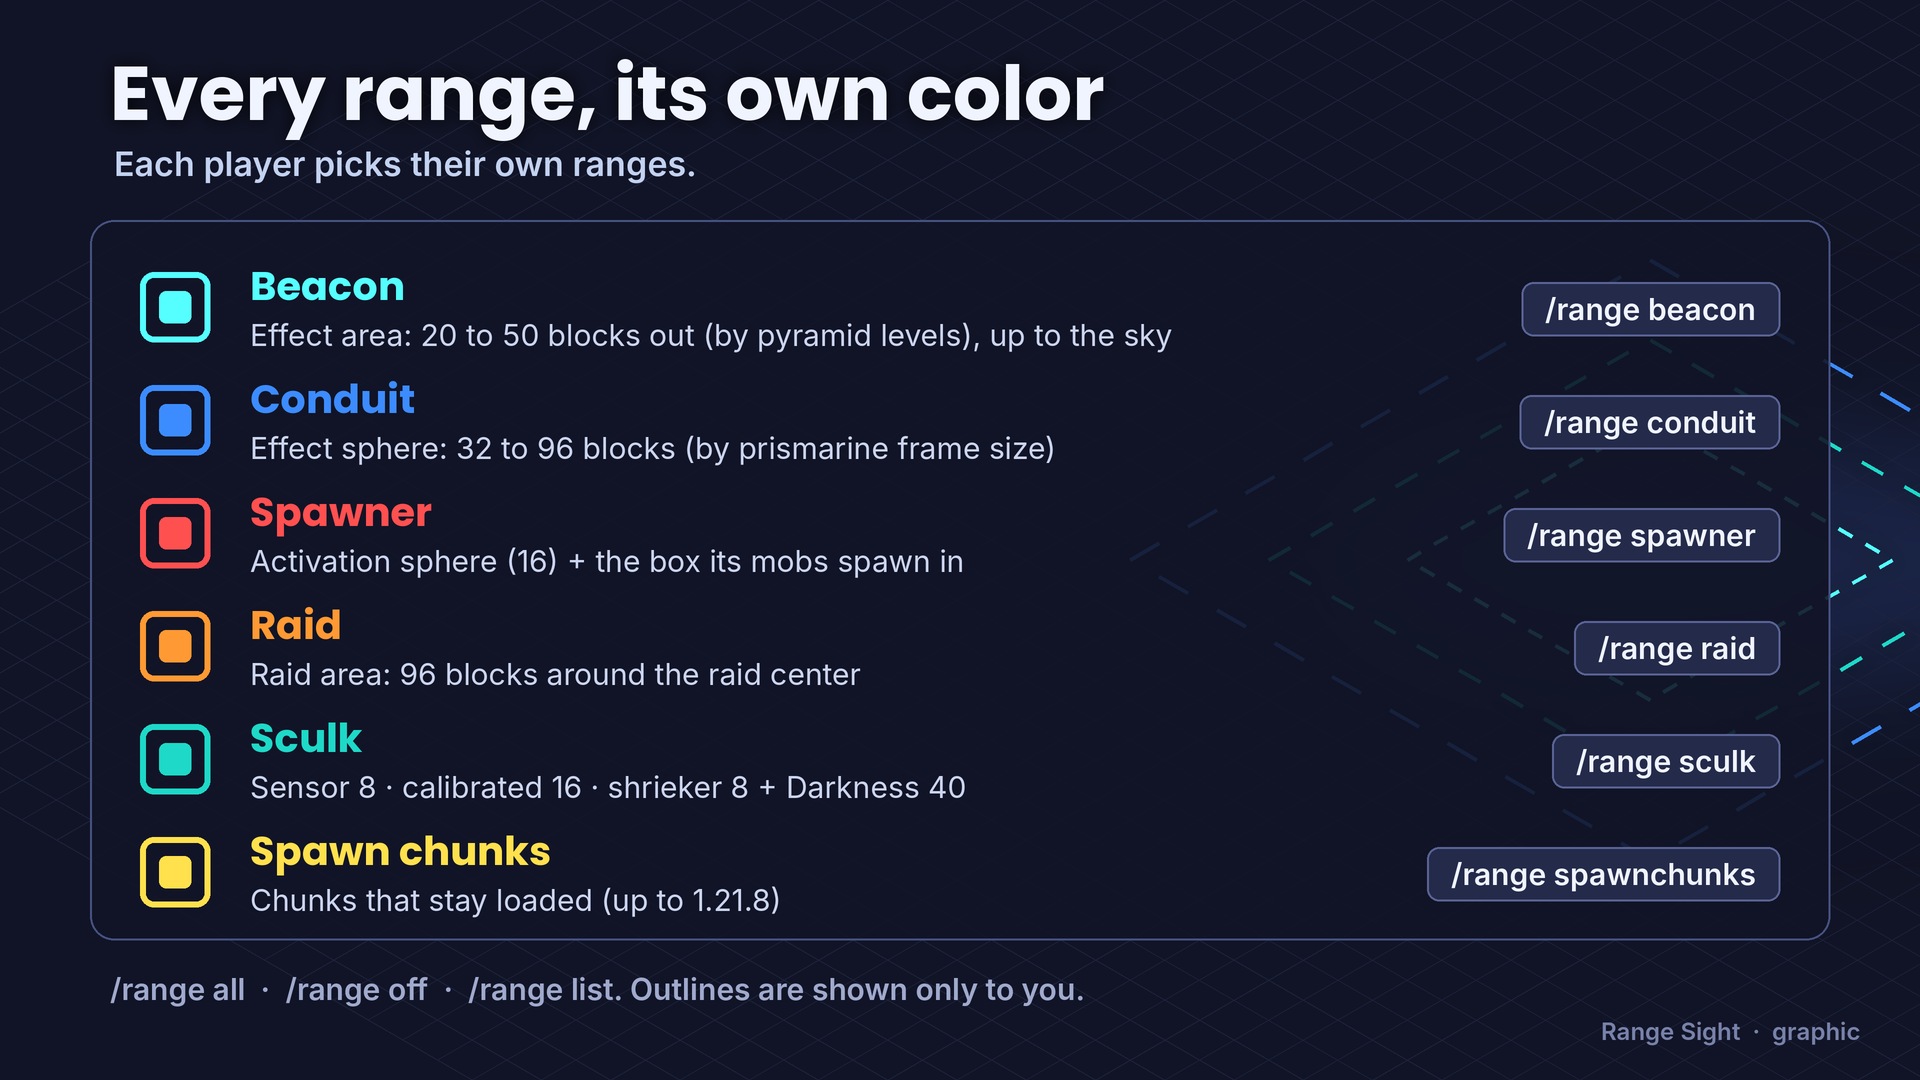 Every range, its own color
Each player picks their own ranges.
Beacon
Effect area: 20 to 50 blocks out (by pyramid levels), up to the sky
/range beacon
Conduit
Effect sphere: 32 to 96 blocks (by prismarine frame size)
/range conduit
Spawner
Activation sphere (16) + the box its mobs spawn in
/range spawner
Raid
Raid area: 96 blocks around the raid center
/range raid
Sculk
Sensor 8 · calibrated 16 · shrieker 8 + Darkness 40
/range sculk
Spawn chunks
Chunks that stay loaded (up to 1.21.8)
/range spawnchunks
/range all · /range off · /range list. Outlines are shown only to you.
Range Sight · graphic